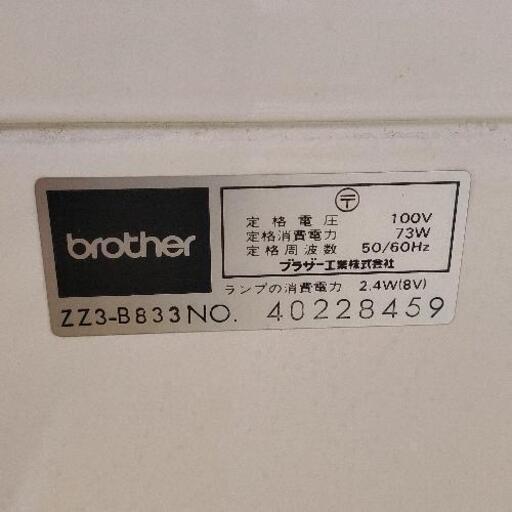 brother
〒
定格電圧 100V
定格消費電力 73W
定格周波数 50/60Hz
ブラザー工業株式会社
ランプの消費電力 2.4W(8V)
ZZ3-B833 NO. 40228459